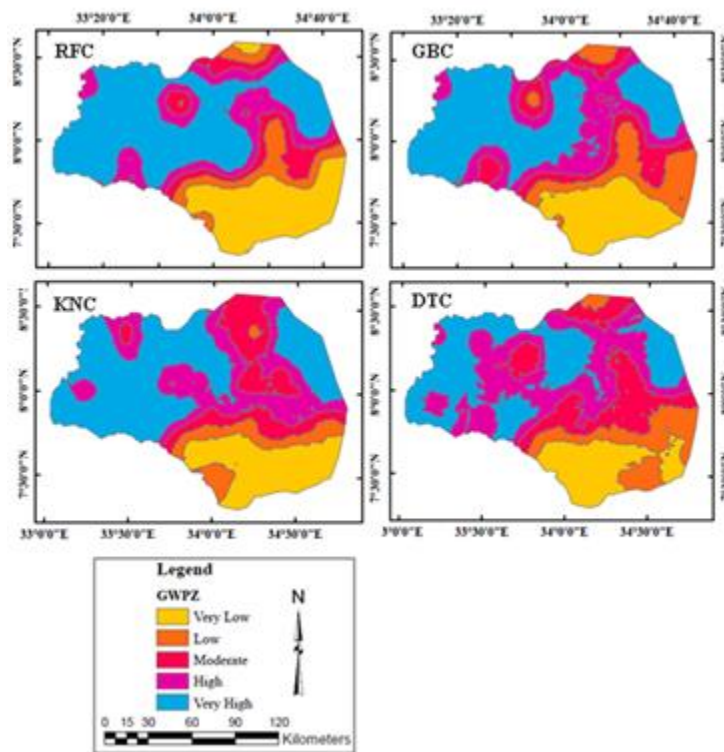 33°20'0"E 34°0'0"E 34°40'0"E 33°20'0"E 34°0'0"E 34°40'0"E
RFC
GBC
8°30'0"N
8°0'0"N
7°30'0"N
8°30'0"N
8°0'0"N
7°30'0"N
KNC
DTC
8°30'0"
8°0'0"N
7°30'0"N
8°30'0"N
8°0'0"N
7°30'0"N
33°0'0"E 33°30'0"E 34°0'0"E 34°30'0"E
33°30'0"E 34°0'0"E 34°30'0"E
Legend
GWPZ
N
Very Low
Low
Moderate
High
Very High
0 15 30 60 90 120
Kilometers